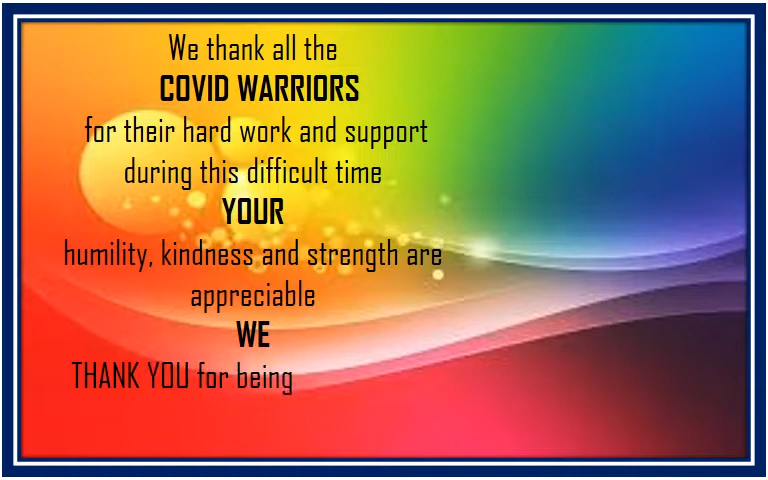 We thank all the
COVID WARRIORS
for their hard work and support
during this difficult time
YOUR
humility, kindness and strength are
appreciable
WE
THANK YOU for being